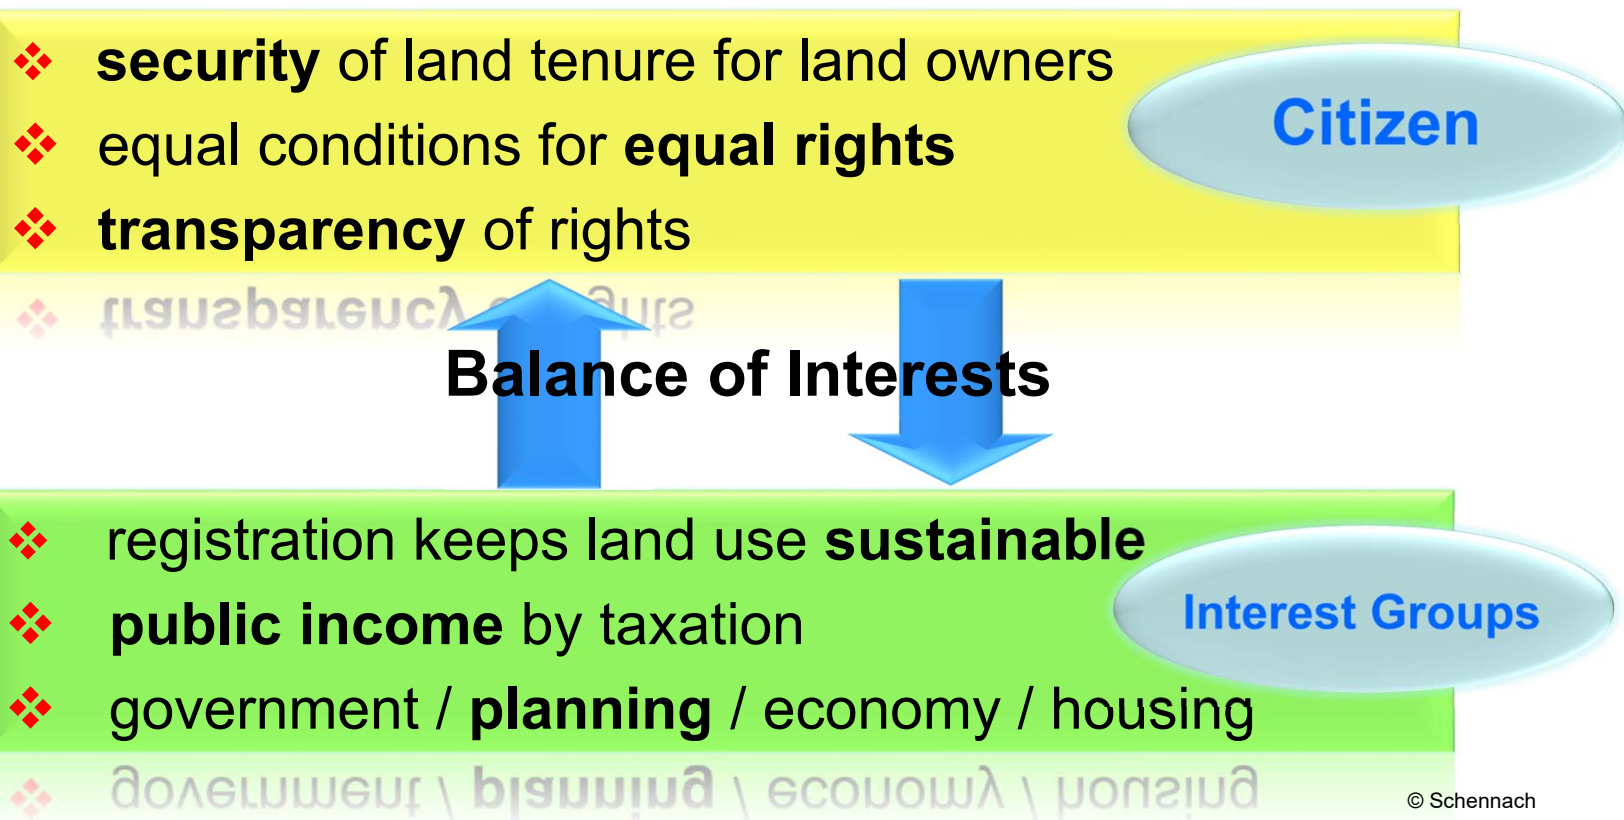 ❖ security of land tenure for land owners
Citizen
❖ equal conditions for equal rights
❖ transparency of rights
Balance of Interests
❖ registration keeps land use sustainable
Interest Groups
❖ public income by taxation
❖ government / planning / economy / housing
© Schennach